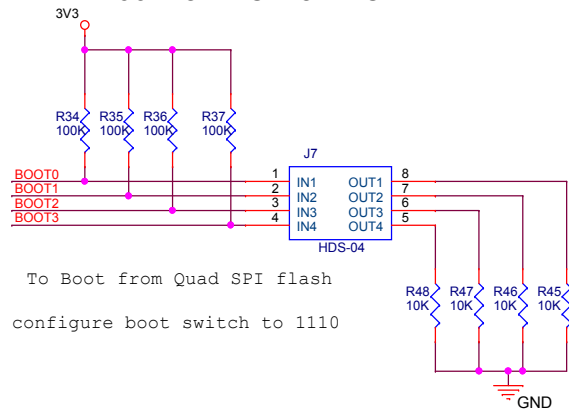 3V3
R34
100K
R35
100K
R36
100K
R37
100K
J7
BOOT0
BOOT1
BOOT2
BOOT3
1
2
3
4
IN1
IN2
IN3
IN4
OUT1
OUT2
OUT3
OUT4
8
7
6
5
HDS-04
To Boot from Quad SPI flash
configure boot switch to 1110
R48
10K
R47
10K
R46
10K
R45
10K
GND